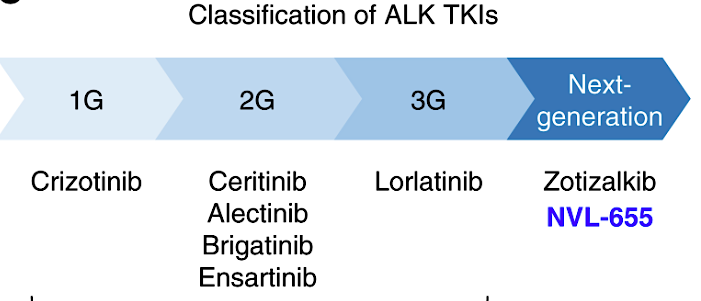 Classification of ALK TKIs
1G
2G
3G
Next-
generation
Crizotinib
Ceritinib
Alectinib
Brigatinib
Ensartinib
Lorlatinib
Zotizalkib
NVL-655